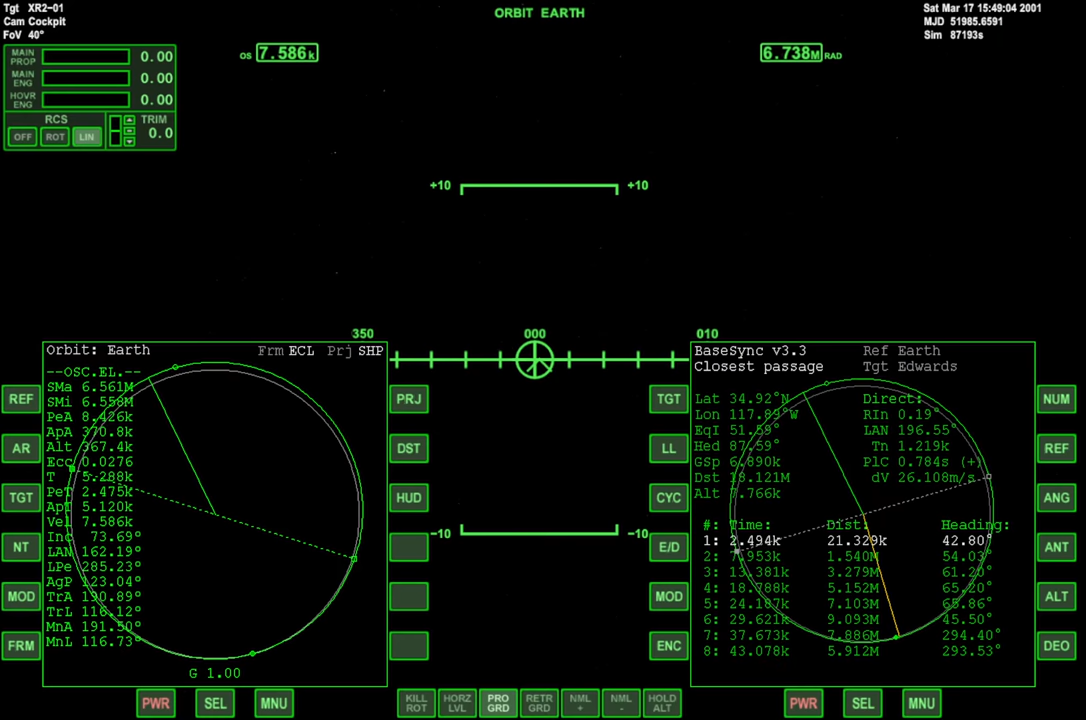 Tgt XR2-01
Cam Cockpit
FoV 40°
ORBIT EARTH
Sat Mar 17 15:49:04 2001
MJD 51985.6591
Sim 87193s
OS 7.586k
6.738M RAD
MAIN PROP 0.00
MAIN ENG 0.00
HOVR ENG 0.00
RCS TRIM
OFF ROT LIN 0.0
+10 +10
350 000 010
-10 -10
Orbit: Earth Frm ECL Prj SHP
--OSC.EL.--
SMa 6.561M
SMi 6.558M
PeA 8.426k
ApA 370.8k
Alt 367.4k
Ecc 0.0276
T 5.288k
PeT 2.475k
ApT 5.120k
Vel 7.586k
Inc 73.69°
LAN 162.19°
LPe 285.23°
AgP 123.04°
TrA 190.89°
TrL 116.12°
MnA 191.50°
MnL 116.73°
G 1.00
REF
AR
TGT
NT
MOD
FRM
PRJ
DST
HUD
PWR SEL MNU
KILL ROT
HORZ LVL
PRO GRD
RETR GRD
NML +
NML -
HOLD ALT
TGT
LL
CYC
E/D
MOD
ENC
BaseSync v3.3 Ref Earth
Closest passage Tgt Edwards
Lat 34.92°N Direct:
Lon 117.89°W RIn 0.19°
EqI 51.59° LAN 196.55°
Hed 87.59° Tn 1.219k
Gsp 6.890k PlC 0.784s (+)
Dst 18.121M dV 26.108m/s
Alt 7.766k
#: Time: Dist: Heading:
1: 2.494k 21.329k 42.80°
2: 7.953k 1.540M 54.03°
3: 13.381k 3.279M 61.20°
4: 18.788k 5.152M 65.20°
5: 24.187k 7.103M 65.86°
6: 29.621k 9.093M 45.50°
7: 37.673k 7.886M 294.40°
8: 43.078k 5.912M 293.53°
NUM
REF
ANG
ANT
ALT
DEO
PWR SEL MNU